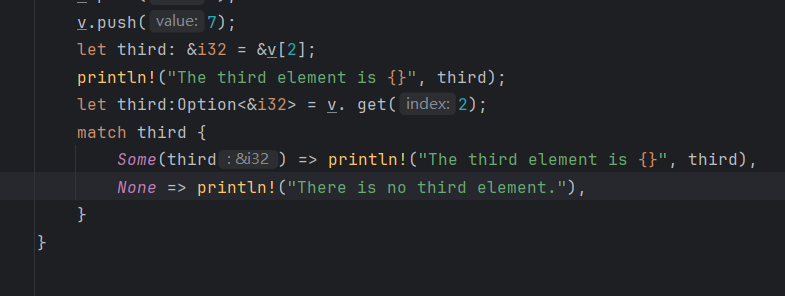 v.push(value: 7);
let third: &i32 = &v[2];
println!("The third element is {}", third);
let third:Option<&i32> = v. get(index: 2);
match third {
Some(third : &i32) => println!("The third element is {}", third),
None => println!("There is no third element."),
}
}